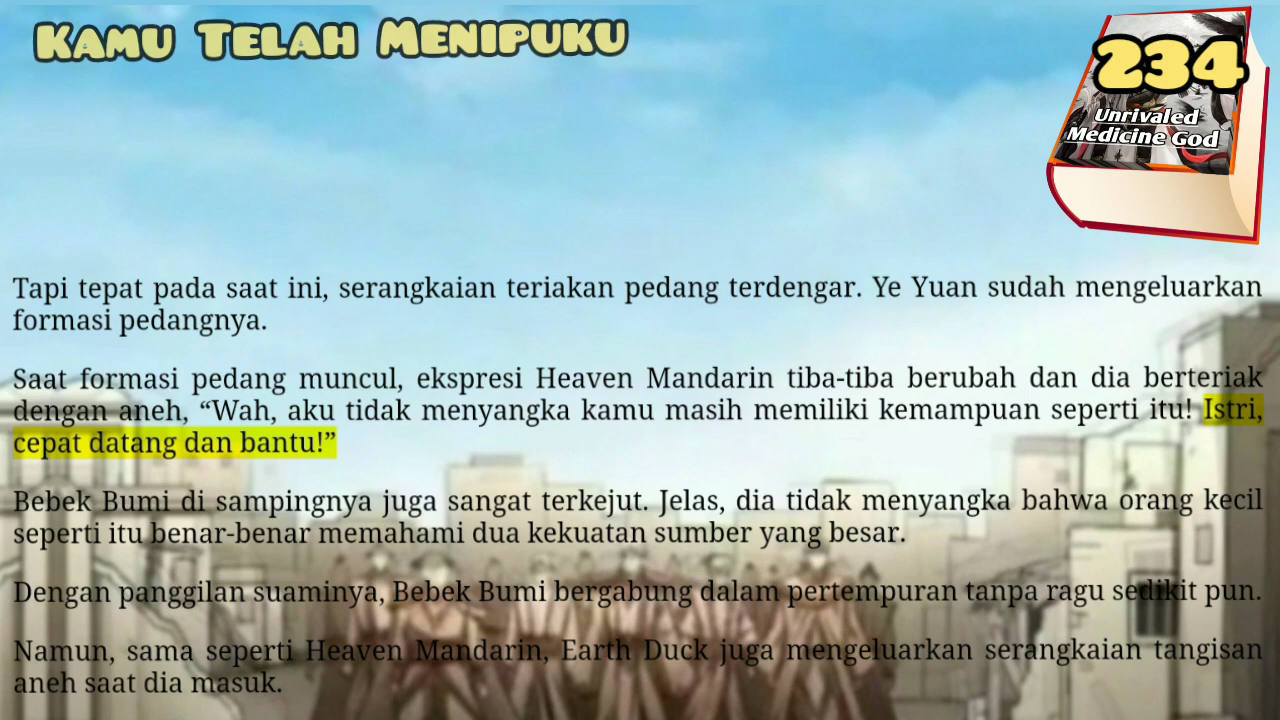 Kamu Telah Menipuku
234
Unrivaled
Medicine God
Tapi tepat pada saat ini, serangkaian teriakan pedang terdengar. Ye Yuan sudah mengeluarkan
formasi pedangnya.
Saat formasi pedang muncul, ekspresi Heaven Mandarin tiba-tiba berubah dan dia berteriak
dengan aneh, “Wah, aku tidak menyangka kamu masih memiliki kemampuan seperti itu! Istri,
cepat datang dan bantu!”
Bebek Bumi di sampingnya juga sangat terkejut. Jelas, dia tidak menyangka bahwa orang kecil
seperti itu benar-benar memahami dua kekuatan sumber yang besar.
Dengan panggilan suaminya, Bebek Bumi bergabung dalam pertempuran tanpa ragu sedikit pun.
Namun, sama seperti Heaven Mandarin, Earth Duck juga mengeluarkan serangkaian tangisan
aneh saat dia masuk.